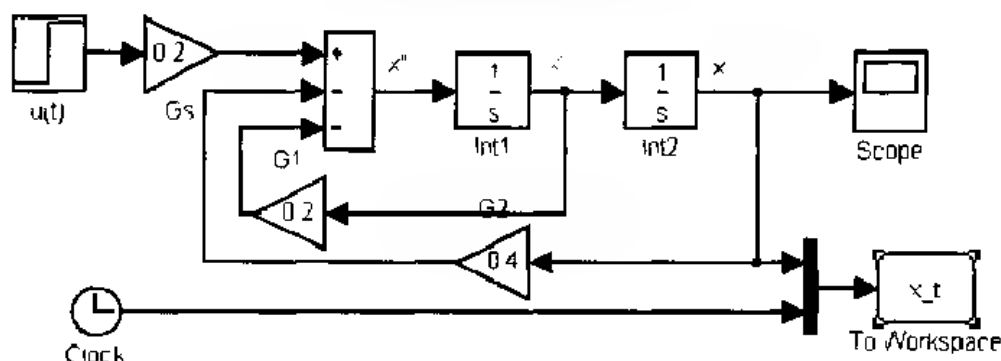 0.2
u(t)
Gs
x"
1
s
Int1
1
s
Int2
x
Scope
G1
0.2
G2
0.4
x_t
To Workspace
Clock